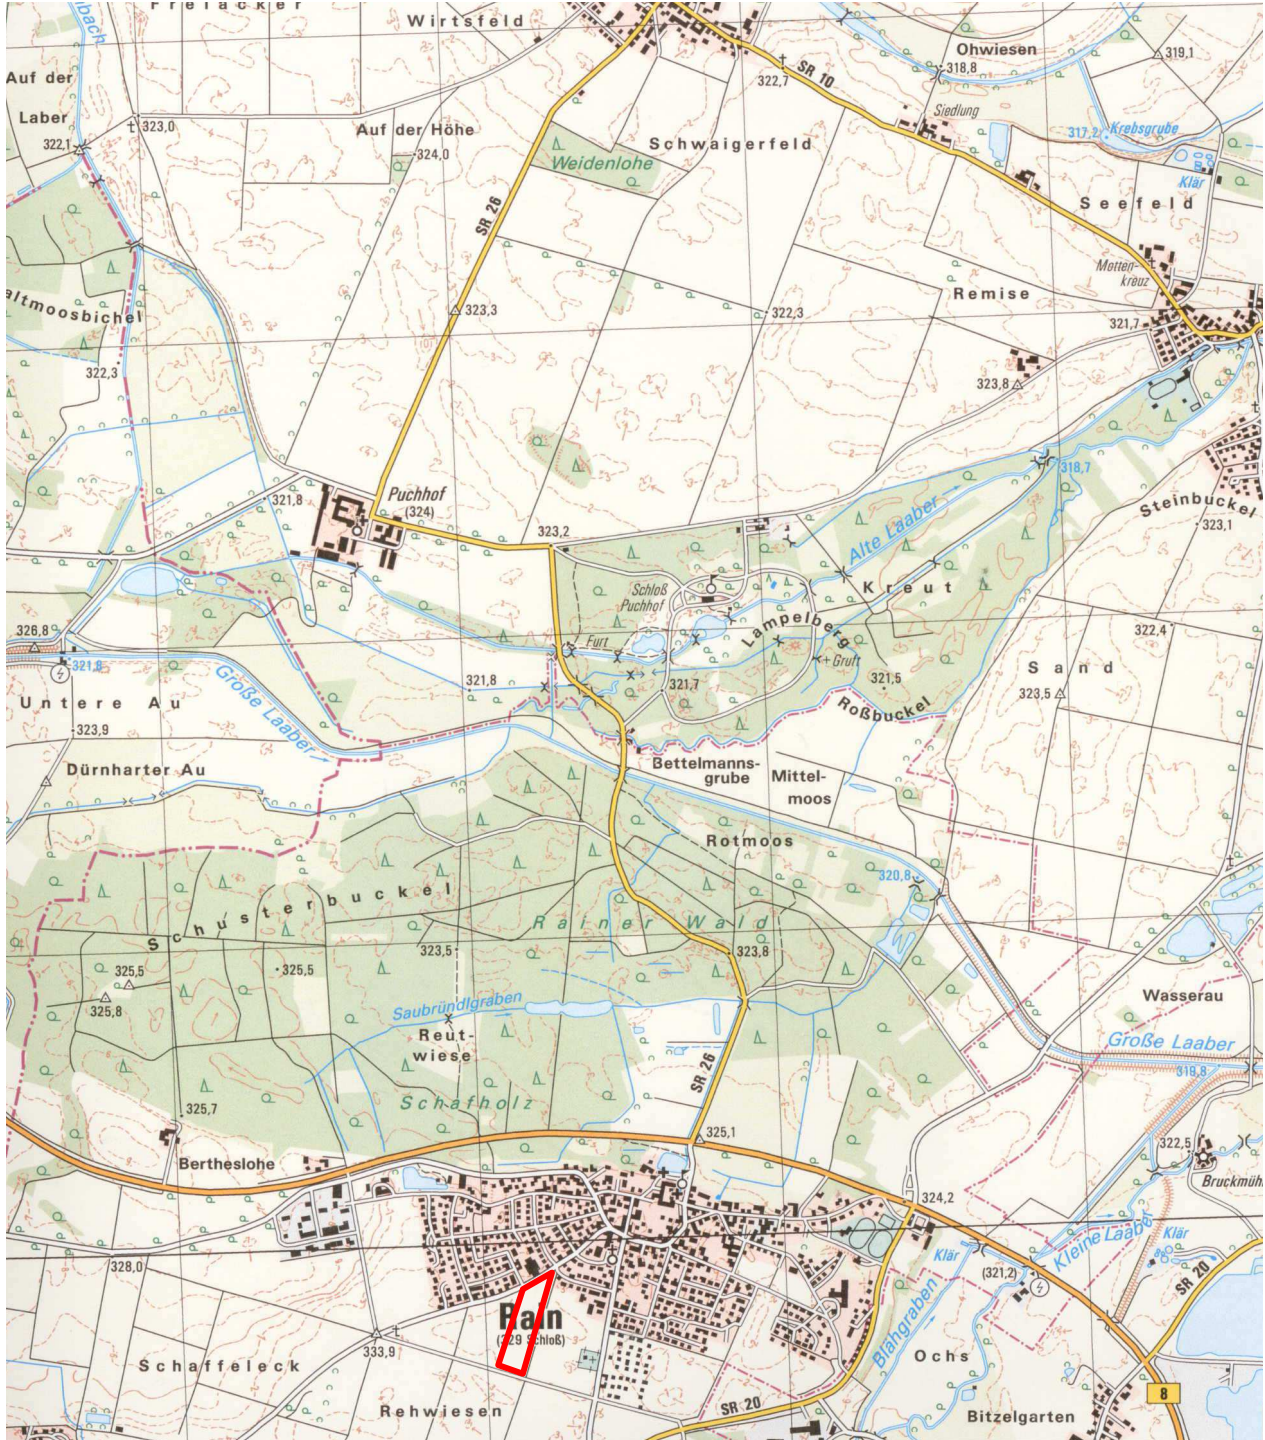 Freiäcker
Wirtsfeld
Ohwiesen
319,1
318,8
322,7
SR 10
Auf der
Laber
322,1
323,0
Auf der Höhe
324,0
Weidenlohe
Schwaigerfeld
Siedlung
317,2
Krebsgrube
Klär
Seefeld
SR 26
Motten-
kreuz
Remise
323,3
322,3
321,7
altmoosbichel
322,3
323,8
318,7
Puchhof
(324)
321,8
Steinbuckel
323,1
323,2
Alte Laaber
Kreut
Schloß
Puchhof
Lampelberg
Furt
Gruft
326,8
321,8
322,4
Sand
323,5
Untere Au
Große Laaber
321,8
321,7
321,5
Roßbuckel
323,9
Dürnharter Au
Bettelmanns-
grube
Mittel-
moos
Rotmoos
320,8
Schusterbuckel
Rainer Wald
323,5
323,8
325,5
325,5
325,8
Saubründlgraben
Reut-
wiese
Wasserau
Große Laaber
319,8
SR 26
Schafholz
325,7
325,1
322,5
Bertheslohe
Bruckmüh
324,2
Klär
(321,2)
Kleine Laaber
Klär
8
SR 20
328,0
Rain
(329 Schloß)
333,9
Schaffeleck
Blahgraben
Ochs
Rehwiesen
SR 20
8
Bitzelgarten